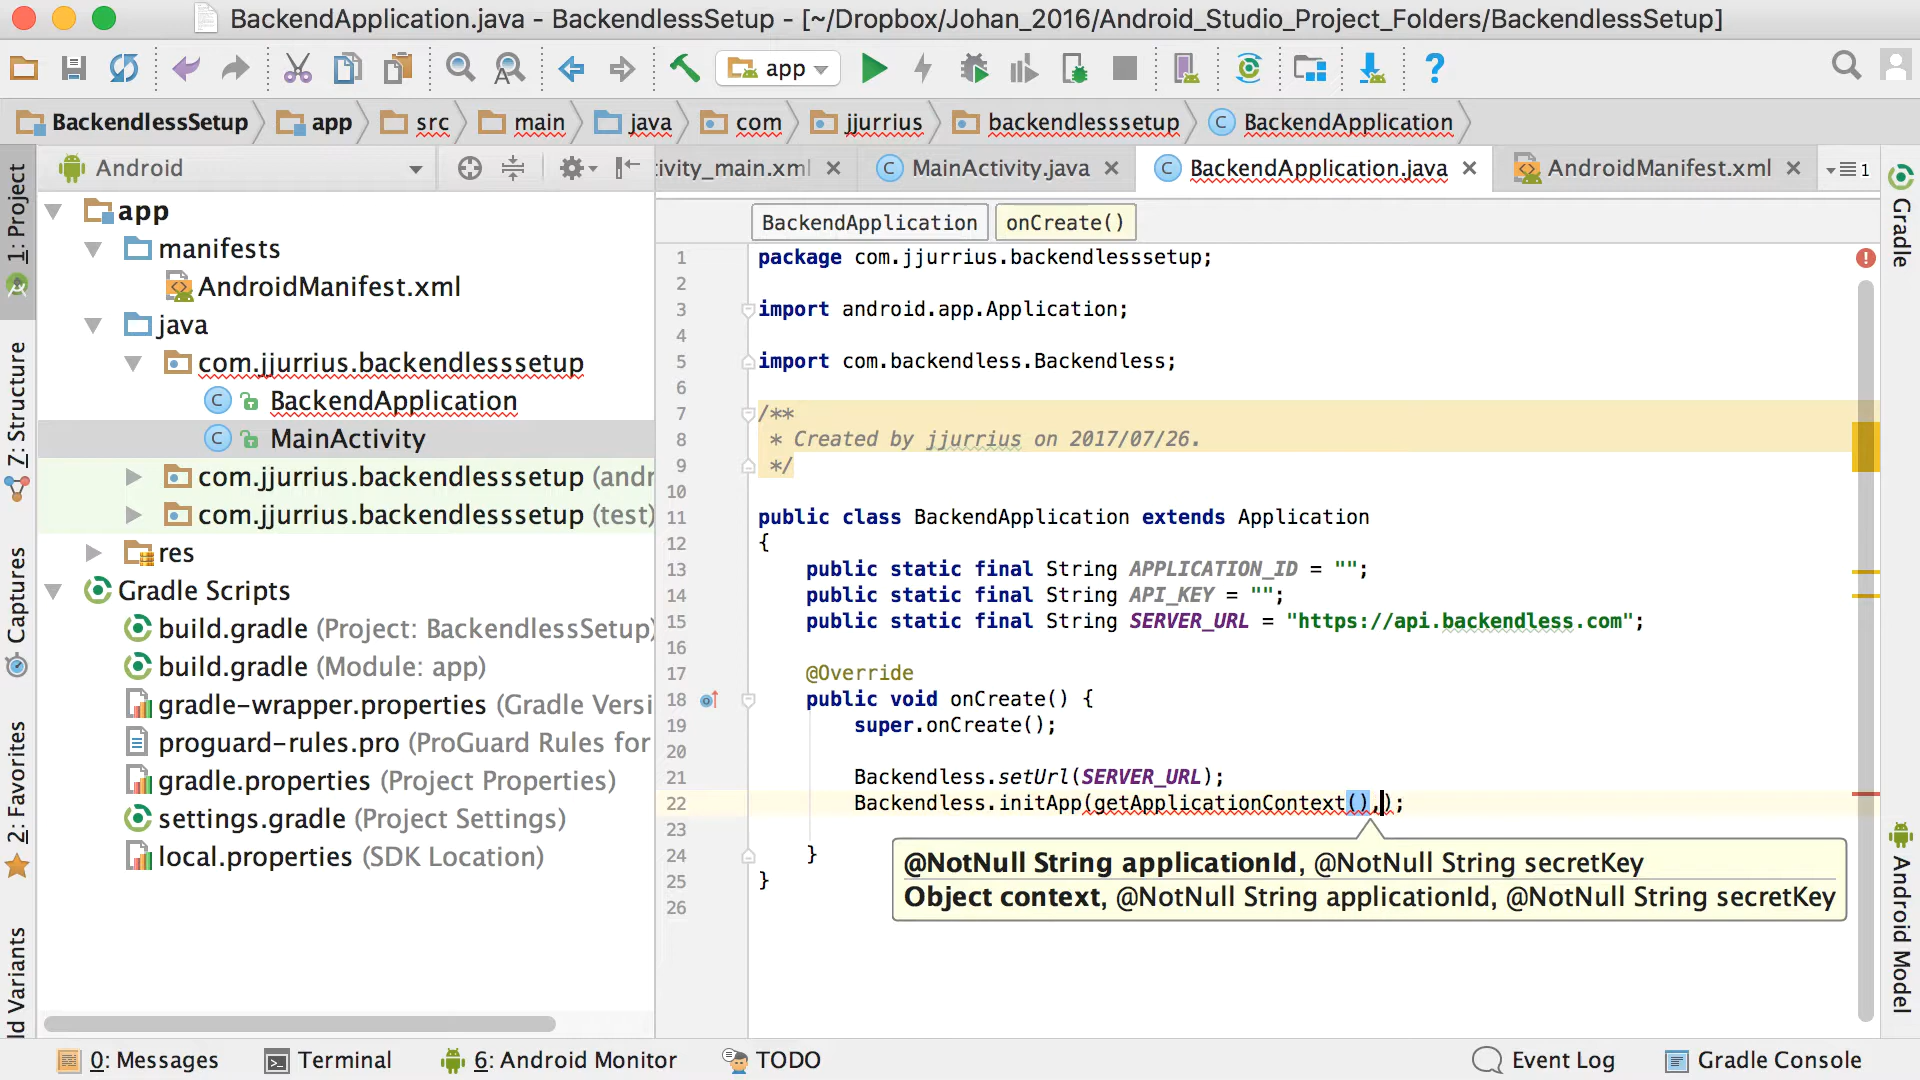 BackendApplication.java - BackendlessSetup - [~/Dropbox/Johan_2016/Android_Studio_Project_Folders/BackendlessSetup]
app
BackendlessSetup app src main java com jjurrius backendlesssetup BackendApplication
Android
ivity_main.xml MainActivity.java BackendApplication.java AndroidManifest.xml 1
BackendApplication onCreate()
1: Project
Z: Structure
Captures
2: Favorites
ld Variants
app
manifests
AndroidManifest.xml
java
com.jjurrius.backendlesssetup
BackendApplication
MainActivity
com.jjurrius.backendlesssetup (andr
com.jjurrius.backendlesssetup (test)
res
Gradle Scripts
build.gradle (Project: BackendlessSetup)
build.gradle (Module: app)
gradle-wrapper.properties (Gradle Versi
proguard-rules.pro (ProGuard Rules for
gradle.properties (Project Properties)
settings.gradle (Project Settings)
local.properties (SDK Location)
1 package com.jjurrius.backendlesssetup;
2
3 import android.app.Application;
4
5 import com.backendless.Backendless;
6
7 /**
8 * Created by jjurrius on 2017/07/26.
9 */
10
11 public class BackendApplication extends Application
12 {
13 public static final String APPLICATION_ID = "";
14 public static final String API_KEY = "";
15 public static final String SERVER_URL = "https://api.backendless.com";
16
17 @Override
18 public void onCreate() {
19 super.onCreate();
20
21 Backendless.setUrl(SERVER_URL);
22 Backendless.initApp(getApplicationContext(),);
23
24 }
25 }
26
@NotNull String applicationId, @NotNull String secretKey
Object context, @NotNull String applicationId, @NotNull String secretKey
Gradle
Android Model
0: Messages Terminal 6: Android Monitor TODO Event Log Gradle Console